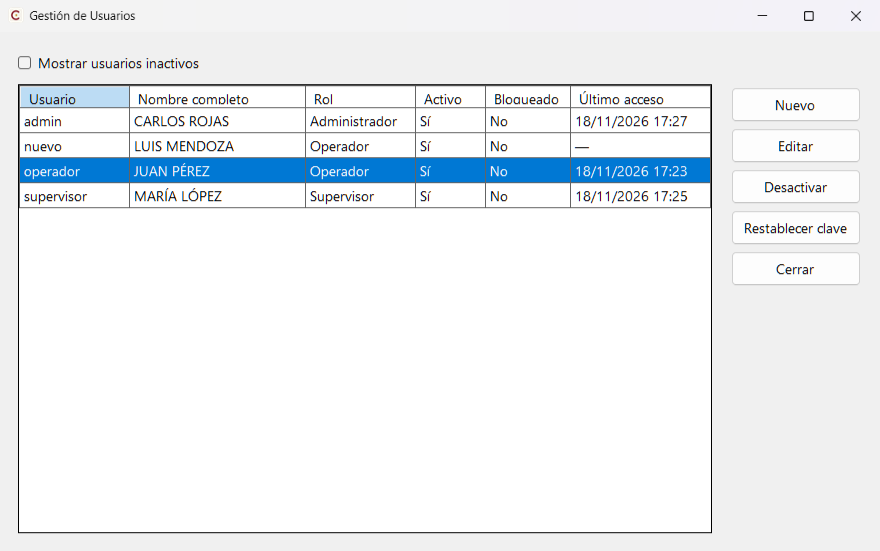 Gestión de Usuarios
Mostrar usuarios inactivos
Usuario Nombre completo Rol Activo Bloqueado Último acceso
admin CARLOS ROJAS Administrador Sí No 18/11/2026 17:27
nuevo LUIS MENDOZA Operador Sí No —
operador JUAN PÉREZ Operador Sí No 18/11/2026 17:23
supervisor MARÍA LÓPEZ Supervisor Sí No 18/11/2026 17:25
Nuevo
Editar
Desactivar
Restablecer clave
Cerrar